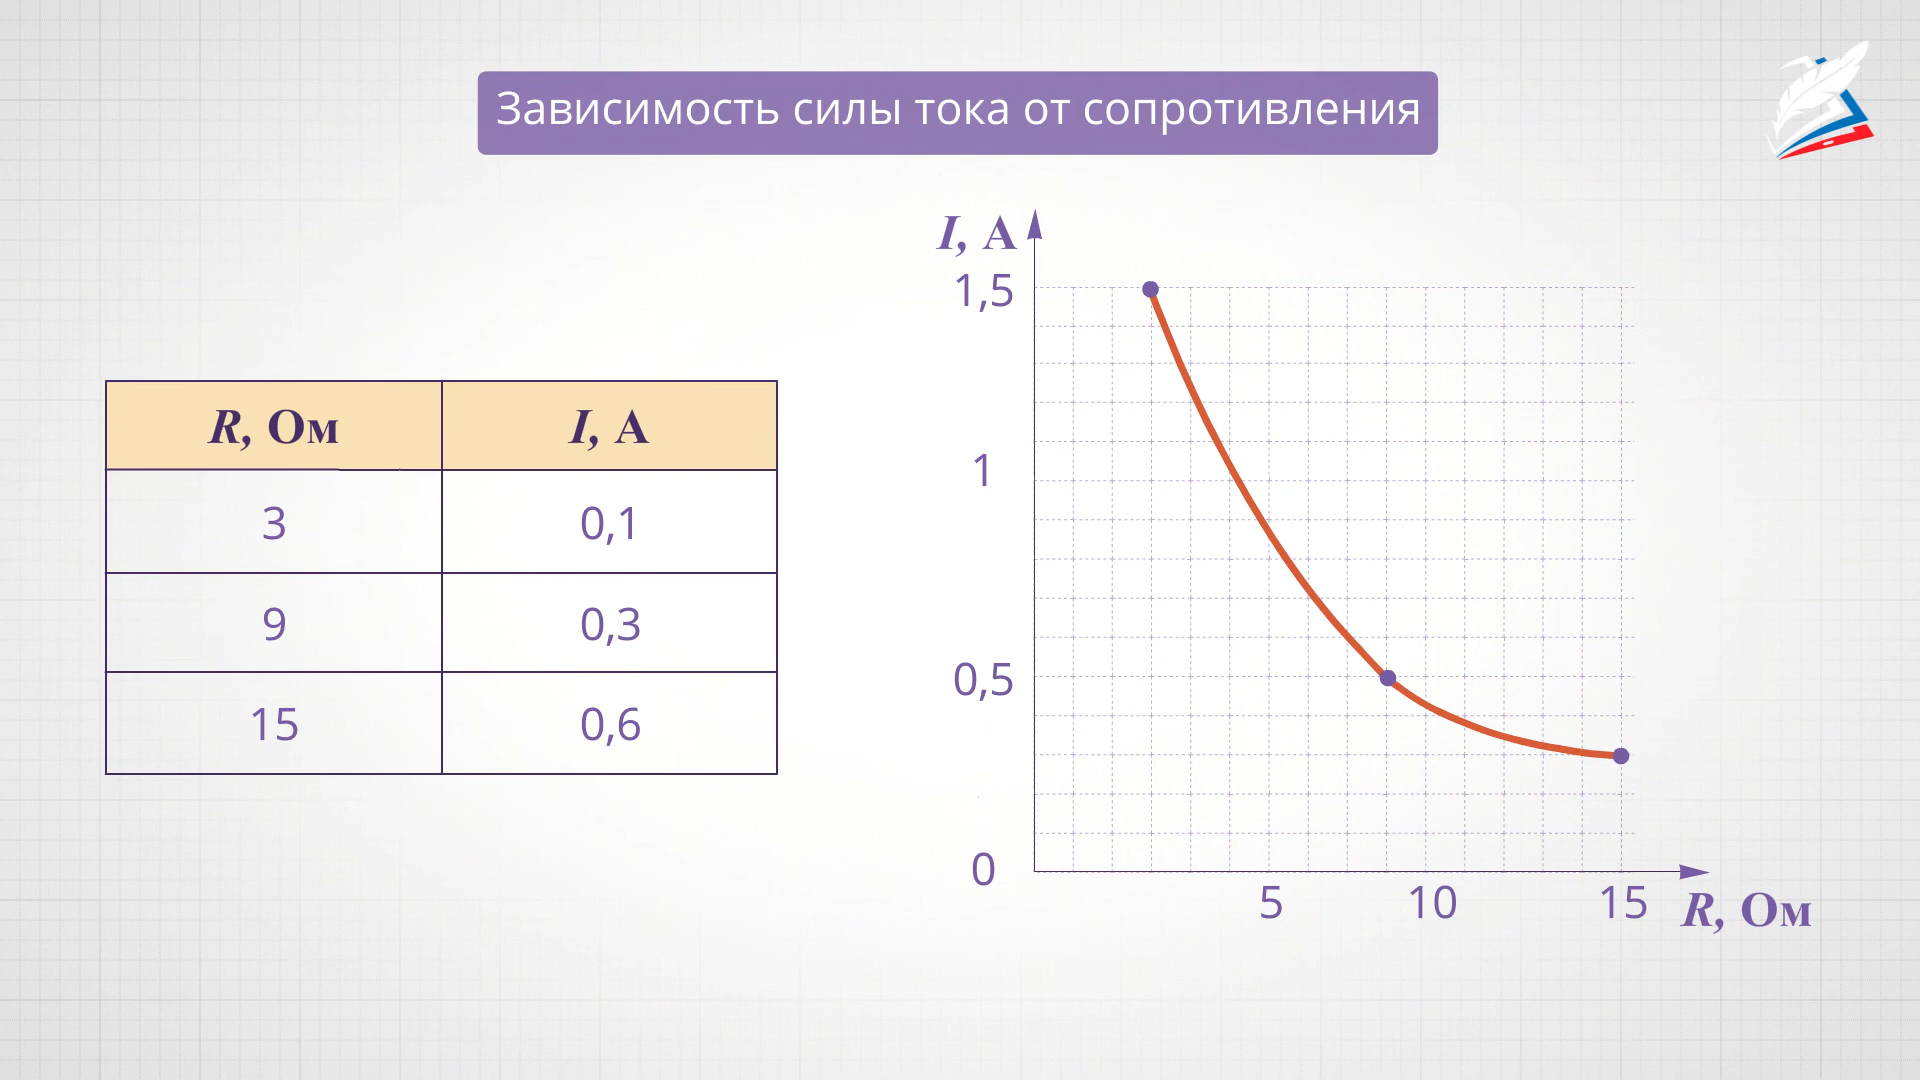 Зависимость силы тока от сопротивления
R, Ом I, А
3 0,1
9 0,3
15 0,6
I, А
1,5
1
0,5
0
5 10 15 R, Ом